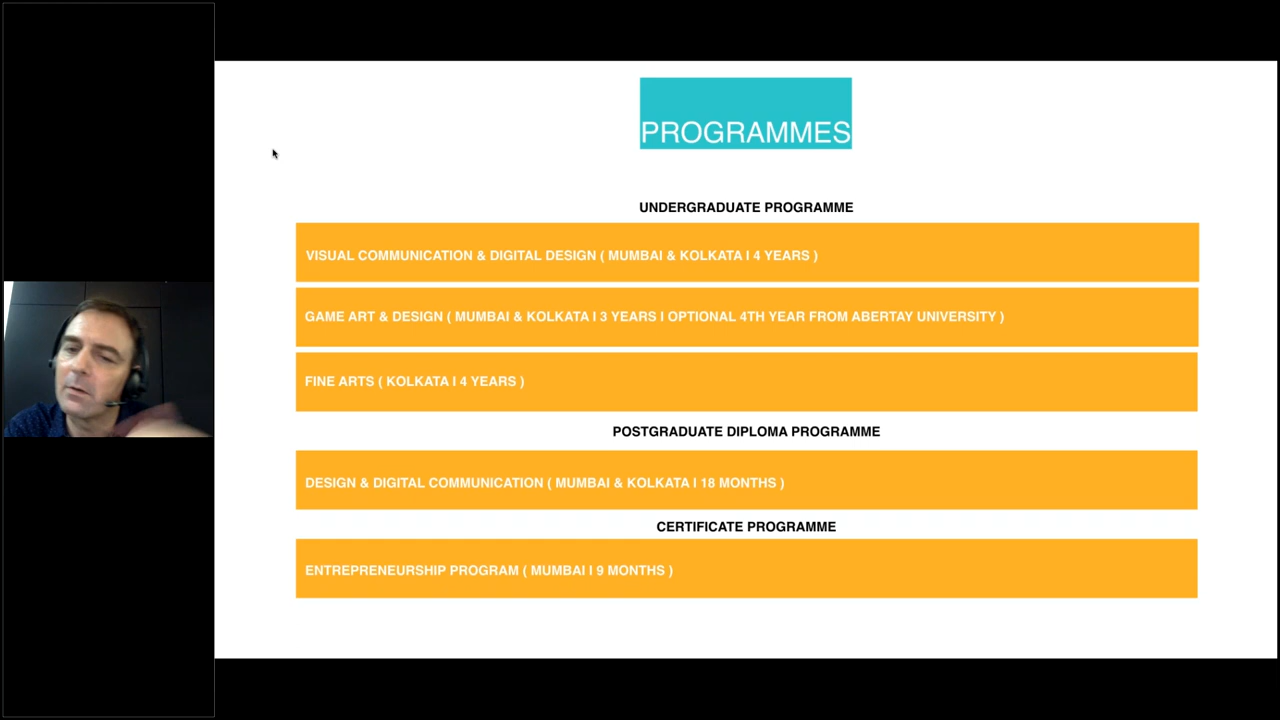 PROGRAMMES
UNDERGRADUATE PROGRAMME
VISUAL COMMUNICATION & DIGITAL DESIGN ( MUMBAI & KOLKATA I 4 YEARS )
GAME ART & DESIGN ( MUMBAI & KOLKATA I 3 YEARS I OPTIONAL 4TH YEAR FROM ABERTAY UNIVERSITY )
FINE ARTS ( KOLKATA I 4 YEARS )
POSTGRADUATE DIPLOMA PROGRAMME
DESIGN & DIGITAL COMMUNICATION ( MUMBAI & KOLKATA I 18 MONTHS )
CERTIFICATE PROGRAMME
ENTREPRENEURSHIP PROGRAM ( MUMBAI I 9 MONTHS )